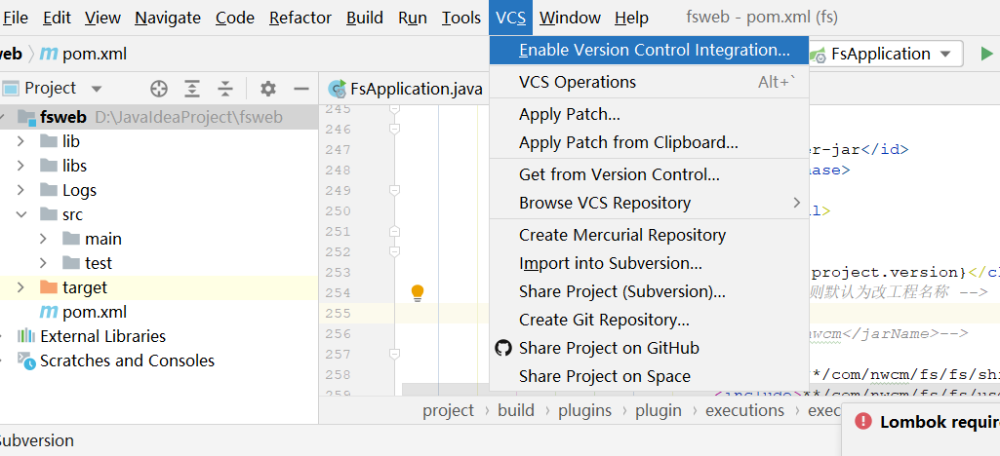 File Edit View Navigate Code Refactor Build Run Tools VCS Window Help fsweb - pom.xml (fs)
web pom.xml
FsApplication
Project
FsApplication.java
fsweb D:\JavaIdeaProject\fsweb
lib
libs
Logs
src
main
test
target
pom.xml
External Libraries
Scratches and Consoles
Enable Version Control Integration...
VCS Operations Alt+`
Apply Patch...
Apply Patch from Clipboard...
Get from Version Control...
Browse VCS Repository
Create Mercurial Repository
Import into Subversion...
Share Project (Subversion)...
Create Git Repository...
Share Project on GitHub
Share Project on Space
245
246
247 er-jar</id>
248 ase>
249
250 l>
251
252
253 project.version}</c
254 则默认为改工程名称 -->
255
256 wcm</jarName>-->
257
258 **/com/nwcm/fs/fs/sh
259 <include>**/com/nwcm/fs/fs/us
project › build › plugins › plugin › executions › exec
Lombok require
ubversion